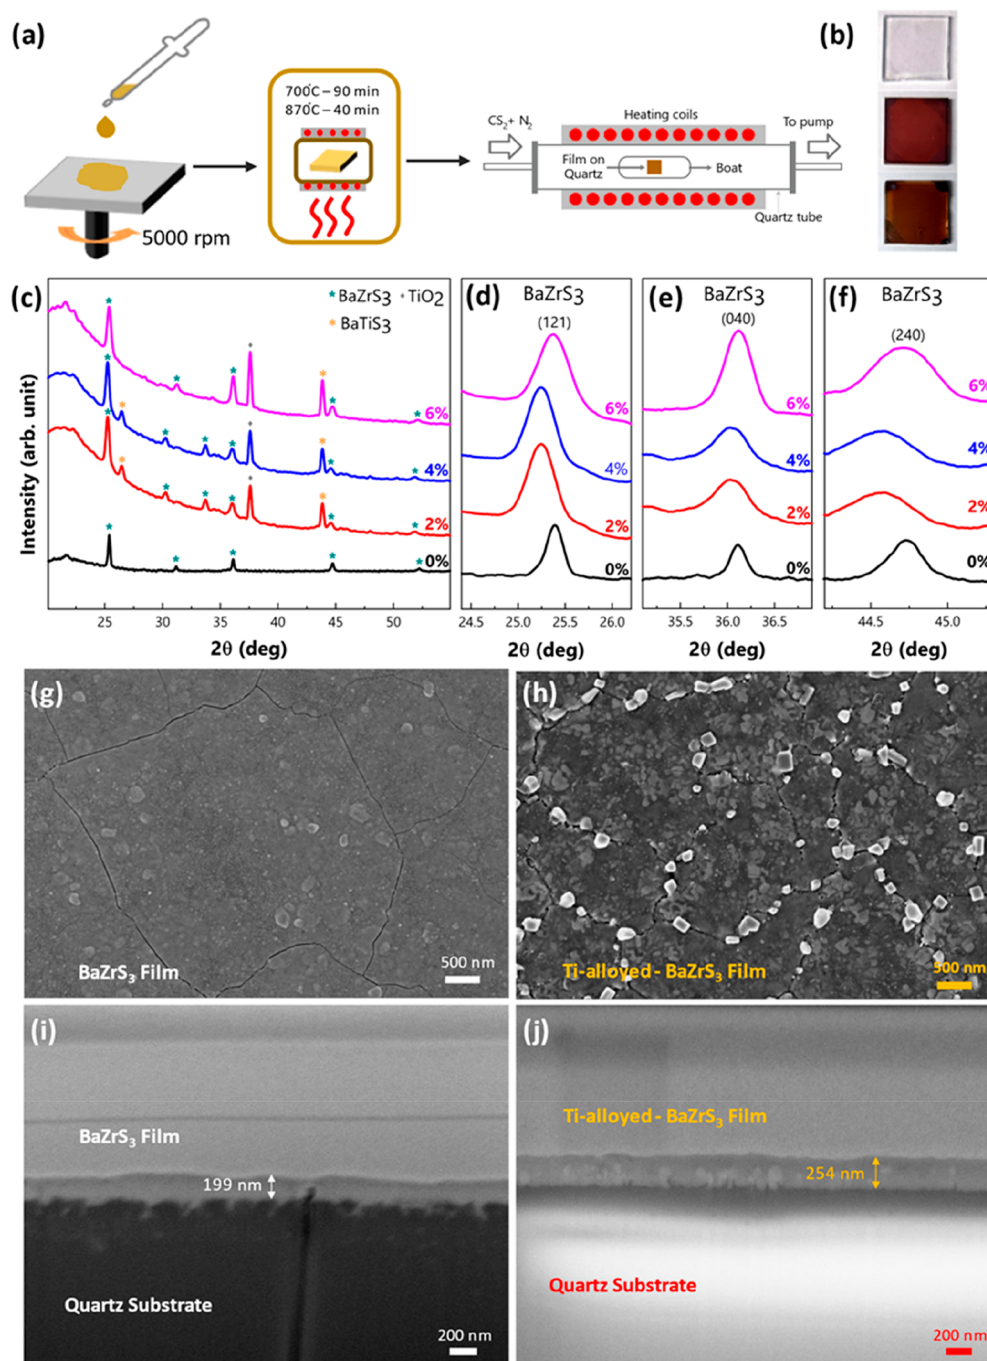 (a)
700°C – 90 min
870°C – 40 min
5000 rpm
CS2+ N2
Heating coils
To pump
Film on
Quartz
Boat
Quartz tube
(b)
(c)
* BaZrS3 ♦ TiO2
* BaTiS3
6%
4%
2%
0%
Intensity (arb. unit)
25 30 35 40 45 50
2θ (deg)
(d)
BaZrS3
(121)
6%
4%
2%
0%
24.5 25.0 25.5 26.0
2θ (deg)
(e)
BaZrS3
(040)
6%
4%
2%
0%
35.5 36.0 36.5
2θ (deg)
(f)
BaZrS3
(240)
6%
4%
2%
0%
44.5 45.0
2θ (deg)
(g)
BaZrS3 Film
500 nm
(h)
Ti-alloyed - BaZrS3 Film
500 nm
(i)
BaZrS3 Film
199 nm
Quartz Substrate
200 nm
(j)
Ti-alloyed - BaZrS3 Film
254 nm
Quartz Substrate
200 nm